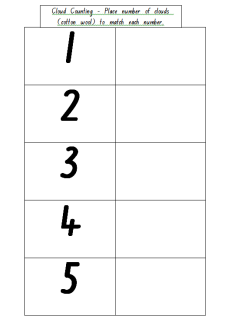 Cloud Counting - Place number of clouds
(cotton wool) to match each number.
1
2
3
4
5